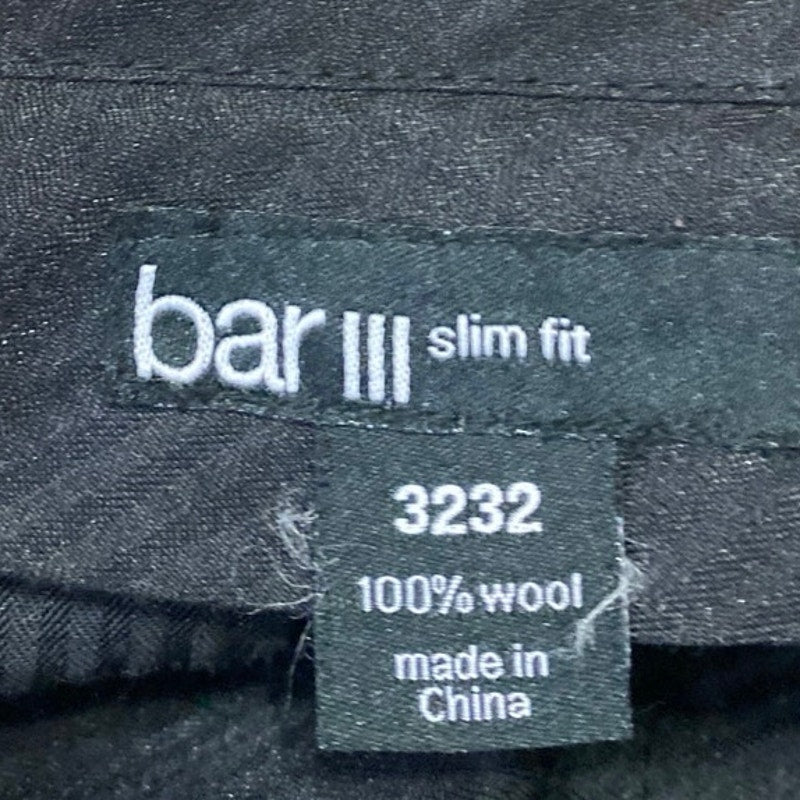 bar III slim fit
3232
100% wool
made in
China